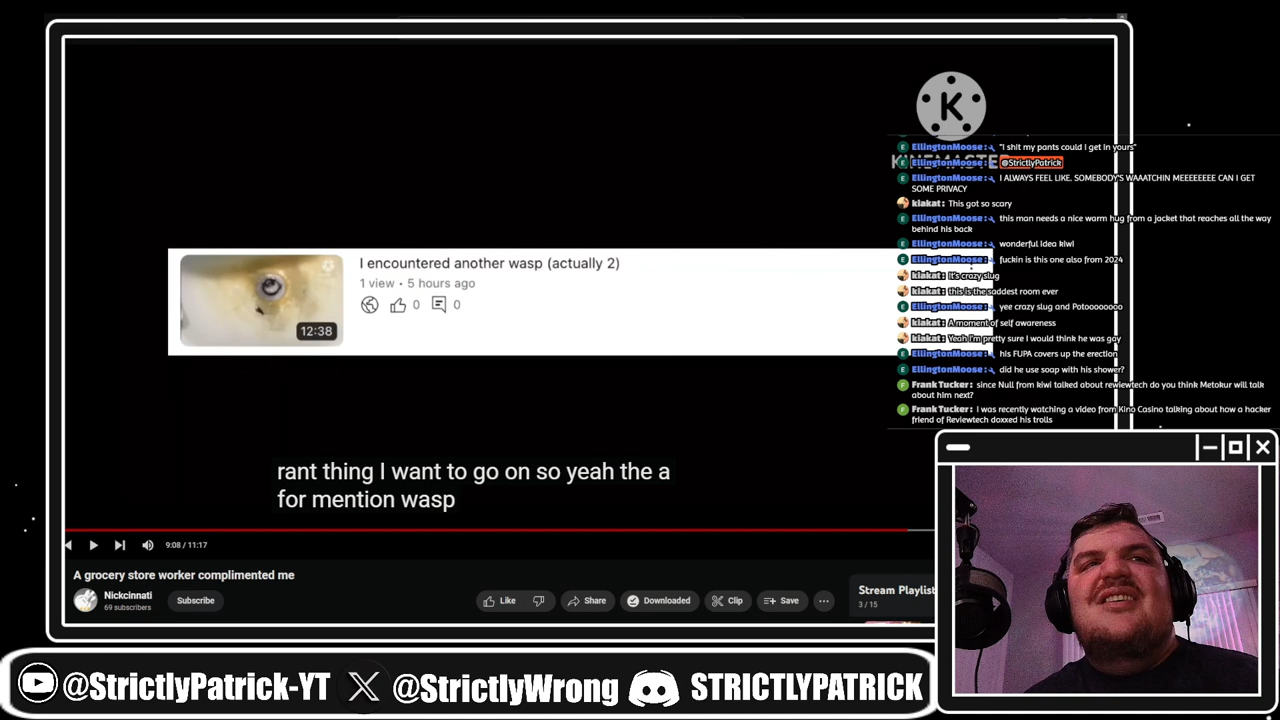 K
KINEMASTE
EllingtonMoose: "I shit my pants could I get in yours"
EllingtonMoose: @StrictlyPatrick
EllingtonMoose: I ALWAYS FEEL LIKE. SOMEBODY'S WAAATCHIN MEEEEEEE CAN I GET
SOME PRIVACY
kiakat: This got so scary
EllingtonMoose: this man needs a nice warm hug from a jacket that reaches all the way
behind his back
EllingtonMoose: wonderful idea kiwi
EllingtonMoose: fuckin is this one also from 2024
kiakat: It's crazy slug
kiakat: this is the saddest room ever
EllingtonMoose: yee crazy slug and Potooooooo
kiakat: A moment of self awareness
kiakat: Yeah I'm pretty sure I would think he was gay
EllingtonMoose: his FUPA covers up the erection
EllingtonMoose: did he use soap with his shower?
FrankTucker: since Null from kiwi talked about rewiewtech do you think Metokur will talk
about him next?
FrankTucker: I was recently watching a video from Kino Casino talking about how a hacker
friend of Reviewtech doxxed his trolls
I encountered another wasp (actually 2)
1 view • 5 hours ago
0 0
12:38
rant thing I want to go on so yeah the a
for mention wasp
9:08 / 11:17
A grocery store worker complimented me
Nickcinnati
69 subscribers
Subscribe
Like
Share
Downloaded
Clip
Save
Stream Playlist
3 / 15
@StrictlyPatrick-YT
@StrictlyWrong
STRICTLYPATRICK